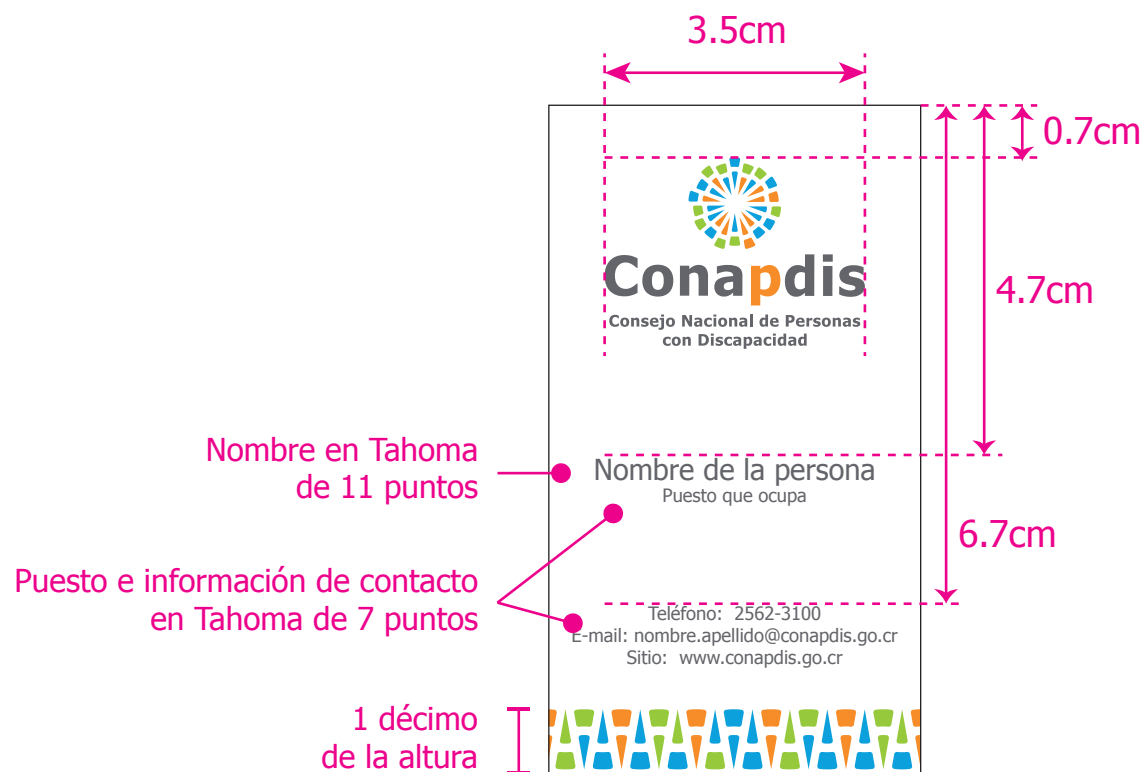 3.5cm
0.7cm
Conapdis
Consejo Nacional de Personas
con Discapacidad
4.7cm
Nombre en Tahoma
de 11 puntos
Nombre de la persona
Puesto que ocupa
6.7cm
Puesto e información de contacto
en Tahoma de 7 puntos
Teléfono: 2562-3100
E-mail: nombre.apellido@conapdis.go.cr
Sitio: www.conapdis.go.cr
1 décimo
de la altura